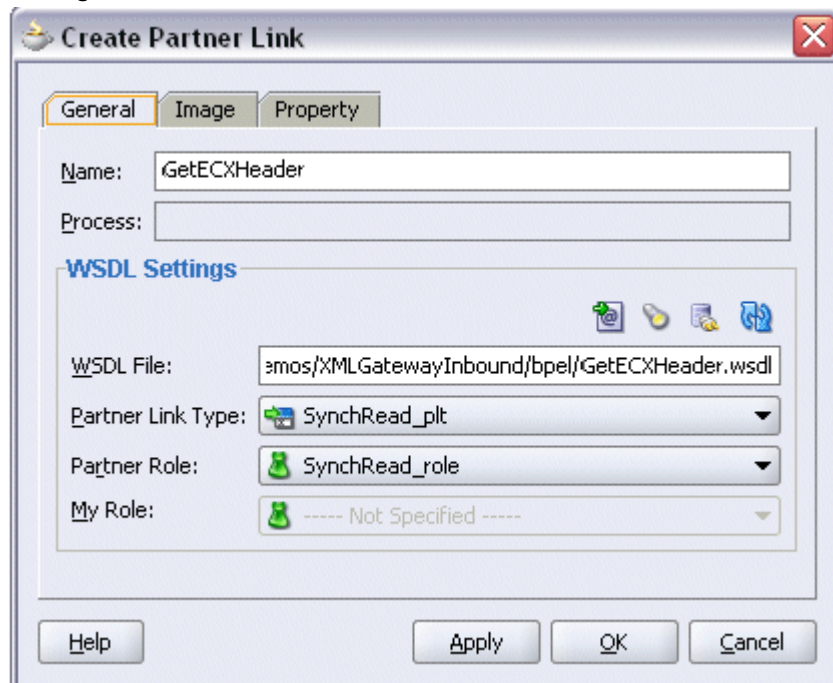 Create Partner Link
General Image Property
Name: GetECXHeader
Process:
WSDL Settings
WSDL File: emos/XMLGatewayInbound/bpel/GetECXHeader.wsdl
Partner Link Type: SynchRead_plt
Partner Role: SynchRead_role
My Role: ----- Not Specified -----
Help Apply OK Cancel